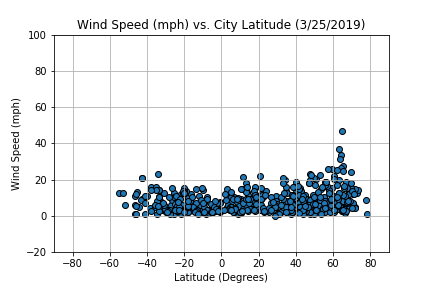 Wind Speed (mph) vs. City Latitude (3/25/2019)
100
80
60
40
20
0
−20
Wind Speed (mph)
−80 −60 −40 −20 0 20 40 60 80
Latitude (Degrees)